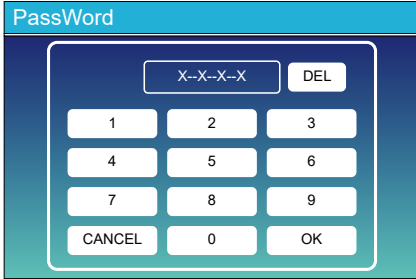 PassWord
X--X--X--X DEL
1 2 3
4 5 6
7 8 9
CANCEL 0 OK